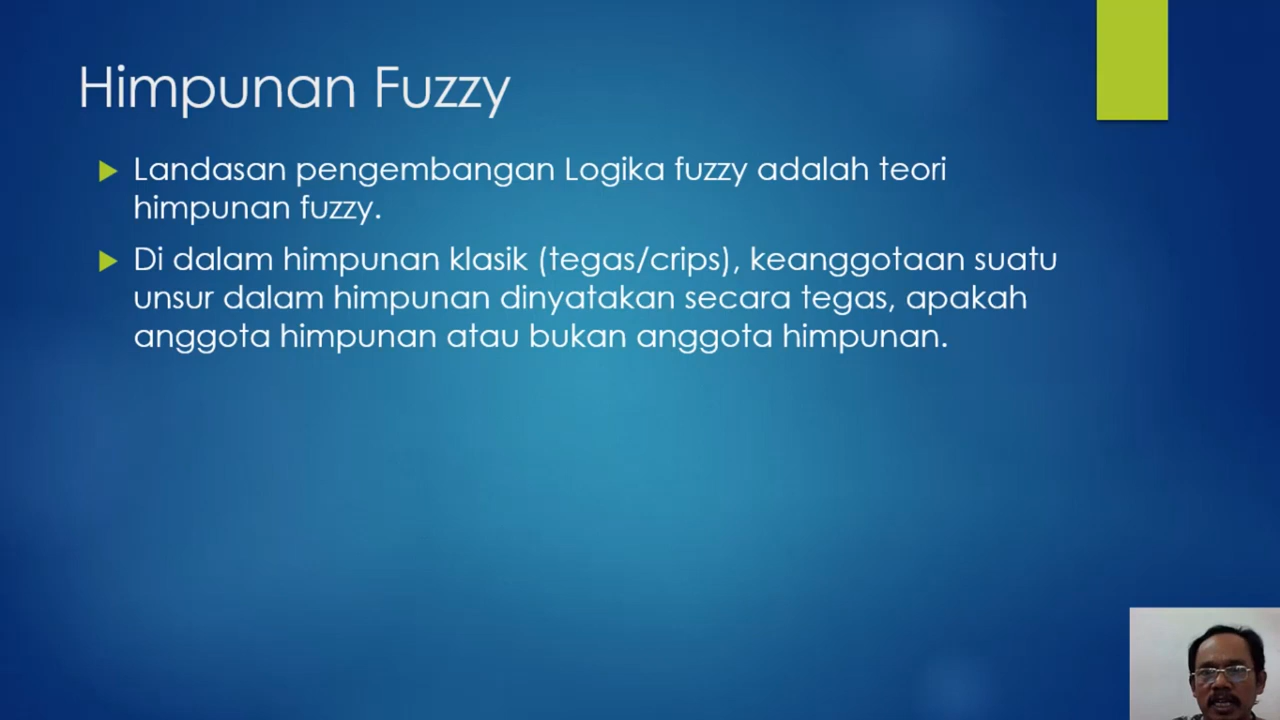 Himpunan Fuzzy
Landasan pengembangan Logika fuzzy adalah teori
himpunan fuzzy.
Di dalam himpunan klasik (tegas/crips), keanggotaan suatu
unsur dalam himpunan dinyatakan secara tegas, apakah
anggota himpunan atau bukan anggota himpunan.